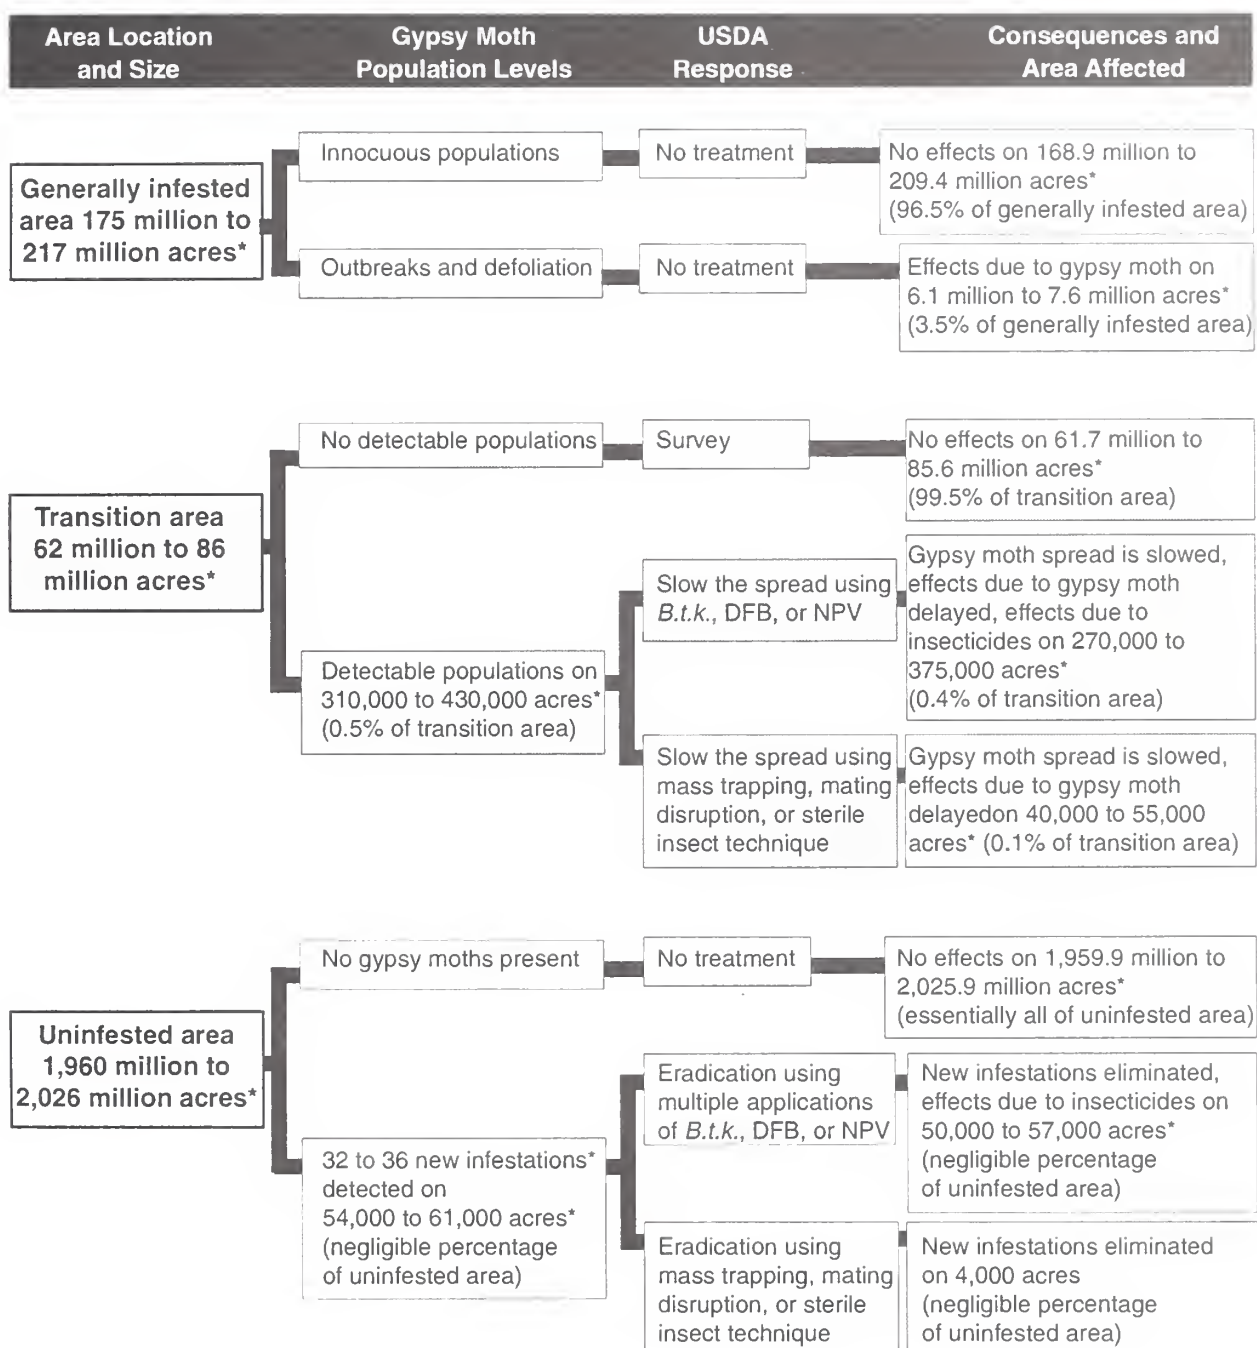 Area Location
and Size
Gypsy Moth
Population Levels
USDA
Response
Consequences and
Area Affected
Generally infested
area 175 million to
217 million acres*
Innocuous populations
No treatment
No effects on 168.9 million to
209.4 million acres*
(96.5% of generally infested area)
Outbreaks and defoliation
No treatment
Effects due to gypsy moth on
6.1 million to 7.6 million acres*
(3.5% of generally infested area)
Transition area
62 million to 86
million acres*
No detectable populations
Survey
No effects on 61.7 million to
85.6 million acres*
(99.5% of transition area)
Detectable populations on
310,000 to 430,000 acres*
(0.5% of transition area)
Slow the spread using
B.t.k., DFB, or NPV
Gypsy moth spread is slowed,
effects due to gypsy moth
delayed, effects due to
insecticides on 270,000 to
375,000 acres*
(0.4% of transition area)
Slow the spread using
mass trapping, mating
disruption, or sterile
insect technique
Gypsy moth spread is slowed,
effects due to gypsy moth
delayedon 40,000 to 55,000
acres* (0.1% of transition area)
Uninfested area
1,960 million to
2,026 million acres*
No gypsy moths present
No treatment
No effects on 1,959.9 million to
2,025.9 million acres*
(essentially all of uninfested area)
32 to 36 new infestations*
detected on
54,000 to 61,000 acres*
(negligible percentage
of uninfested area)
Eradication using
multiple applications
of B.t.k., DFB, or NPV
New infestations eliminated,
effects due to insecticides on
50,000 to 57,000 acres*
(negligible percentage
of uninfested area)
Eradication using
mass trapping, mating
disruption, or sterile
insect technique
New infestations eliminated
on 4,000 acres
(negligible percentage
of uninfested area)